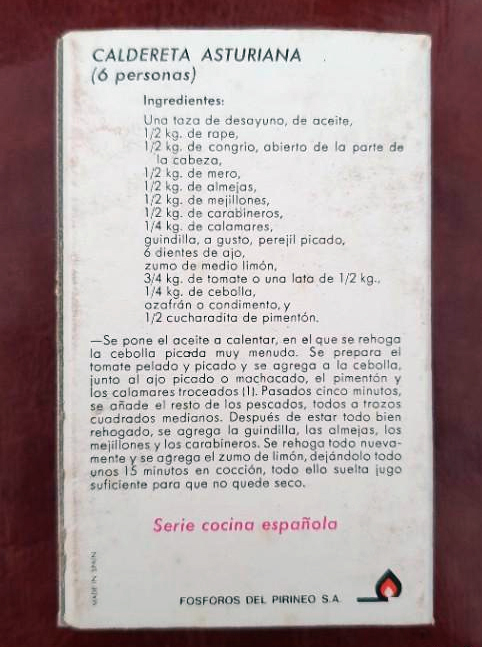 CALDERETA ASTURIANA
(6 personas)
Ingredientes:
Una taza de desayuno, de aceite,
1/2 kg. de rape,
1/2 kg. de congrio, abierto de la parte de
la cabeza,
1/2 kg. de mero,
1/2 kg. de almejas,
1/2 kg. de mejillones,
1/2 kg. de carabineros,
1/4 kg. de calamares,
guindilla, a gusto, perejil picado,
6 dientes de ajo,
zumo de medio limón,
3/4 kg. de tomate o una lata de 1/2 kg.,
1/4 kg. de cebolla,
azafrán o condimento, y
1/2 cucharadita de pimentón.
—Se pone el aceite a calentar, en el que se rehoga
la cebolla picada muy menuda. Se prepara el
tomate pelado y picado y se agrega a la cebolla,
junto al ajo picado o machacado, el pimentón y
los calamares troceados (1). Pasados cinco minutos,
se añade el resto de los pescados, todos a trozos
cuadrados medianos. Después de estar todo bien
rehogado, se agrega la guindilla, las almejas, los
mejillones y los carabineros. Se rehoga todo nueva-
mente y se agrega el zumo de limón, dejándolo todo
unos 15 minutos en cocción, todo ello suelta jugo
suficiente para que no quede seco.
Serie cocina española
MADE IN SPAIN
FOSFOROS DEL PIRINEO S.A.